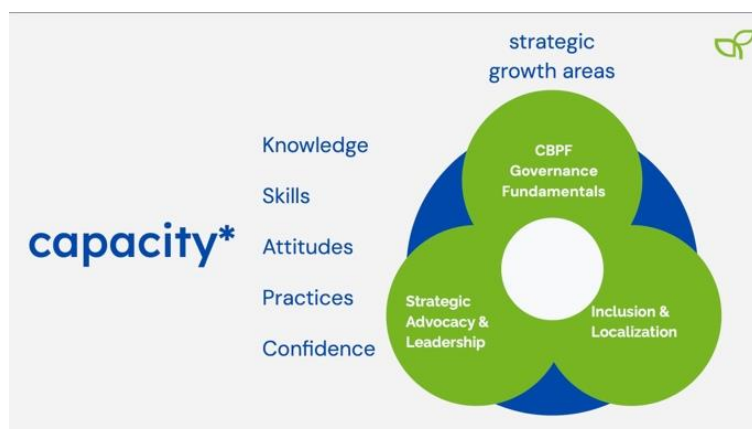 strategic
growth areas
Knowledge
Skills
capacity*
Attitudes
Practices
Confidence
CBPF
Governance
Fundamentals
Strategic
Advocacy &
Leadership
Inclusion &
Localization